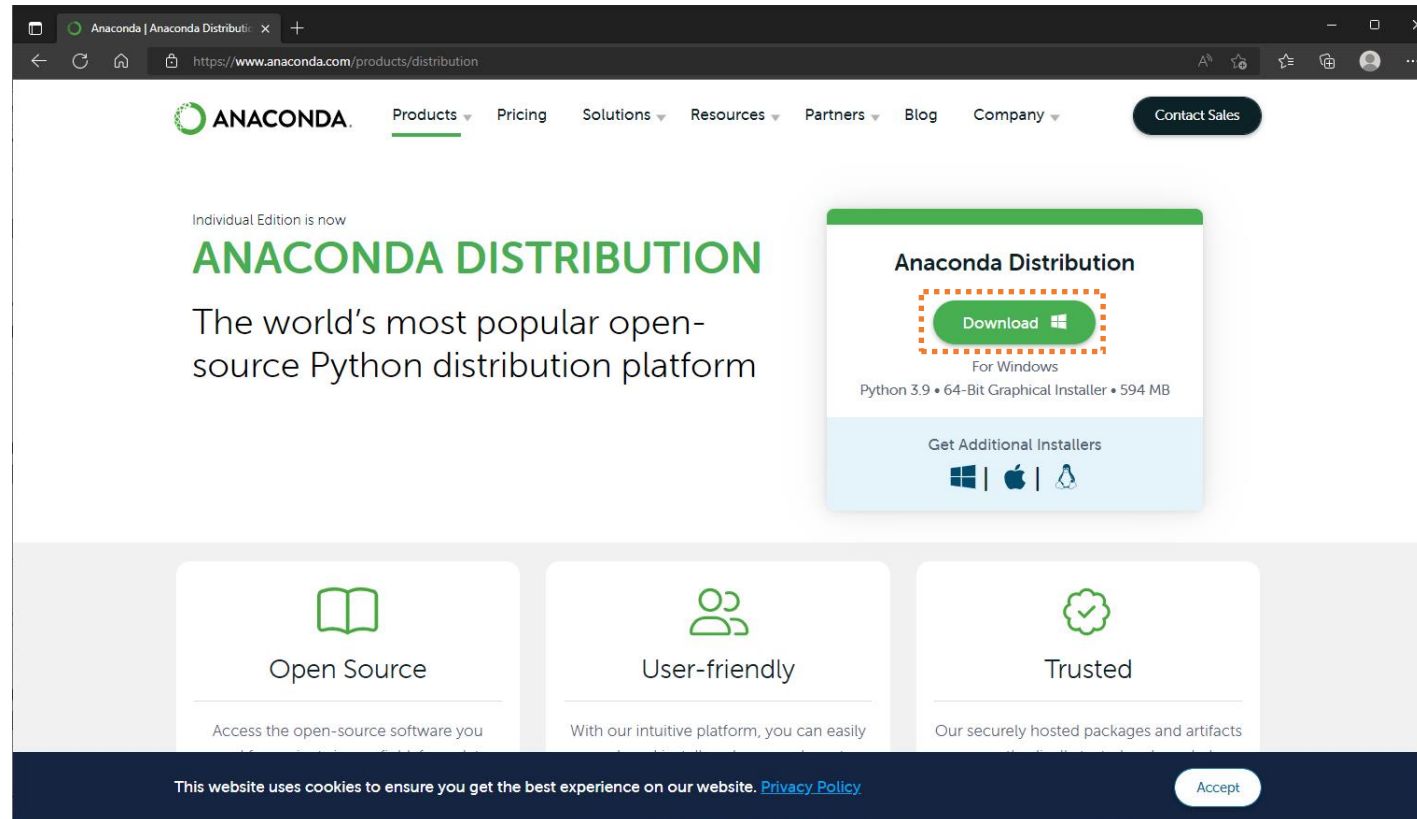 Anaconda | Anaconda Distributic
https://www.anaconda.com/products/distribution
ANACONDA.
Products
Pricing
Solutions
Resources
Partners
Blog
Company
Contact Sales
Individual Edition is now
ANACONDA DISTRIBUTION
The world's most popular open-
source Python distribution platform
Anaconda Distribution
Download
For Windows
Python 3.9 • 64-Bit Graphical Installer • 594 MB
Get Additional Installers
Open Source
Access the open-source software you
User-friendly
With our intuitive platform, you can easily
Trusted
Our securely hosted packages and artifacts
This website uses cookies to ensure you get the best experience on our website. Privacy Policy
Accept